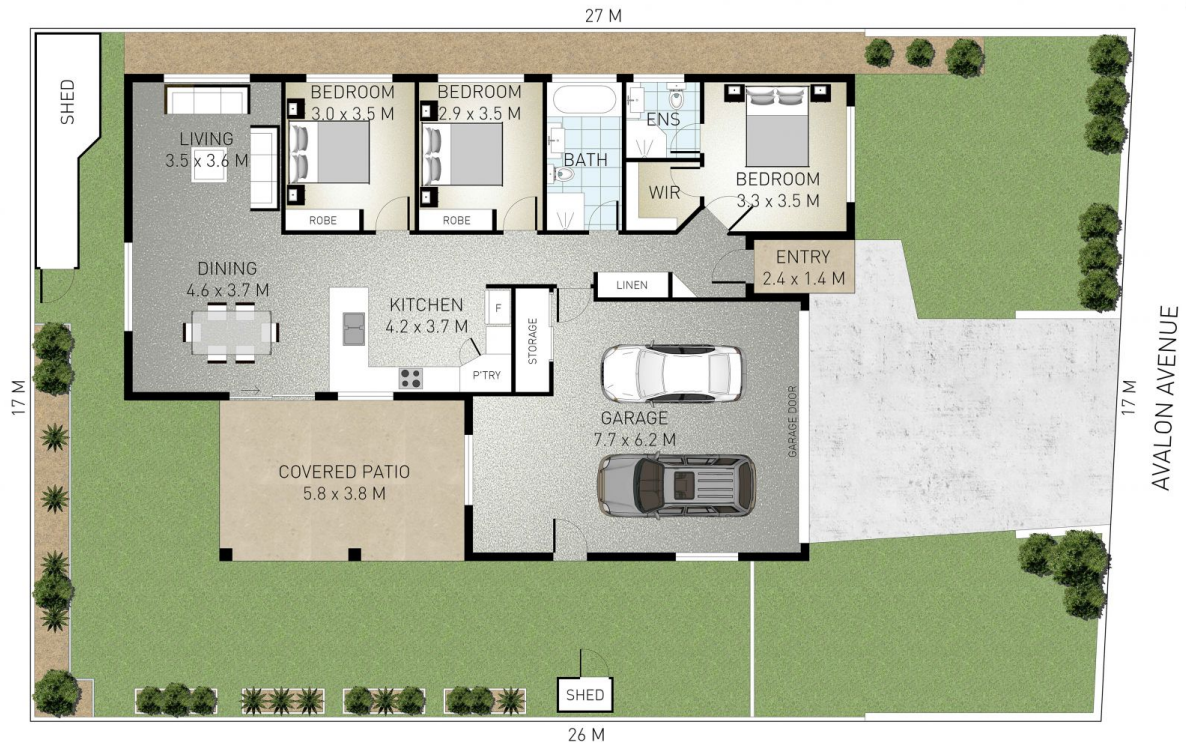 27 M
SHED
BEDROOM
3.0 x 3.5 M
BEDROOM
2.9 x 3.5 M
LIVING
3.5 x 3.6 M
ENS
BATH
WIR
BEDROOM
3.3 x 3.5 M
ROBE
ROBE
ENTRY
2.4 x 1.4 M
DINING
4.6 x 3.7 M
KITCHEN
4.2 x 3.7 M
F
LINEN
STORAGE
P'TRY
GARAGE
7.7 x 6.2 M
GARAGE DOOR
COVERED PATIO
5.8 x 3.8 M
17 M
17 M
AVALON AVENUE
SHED
26 M